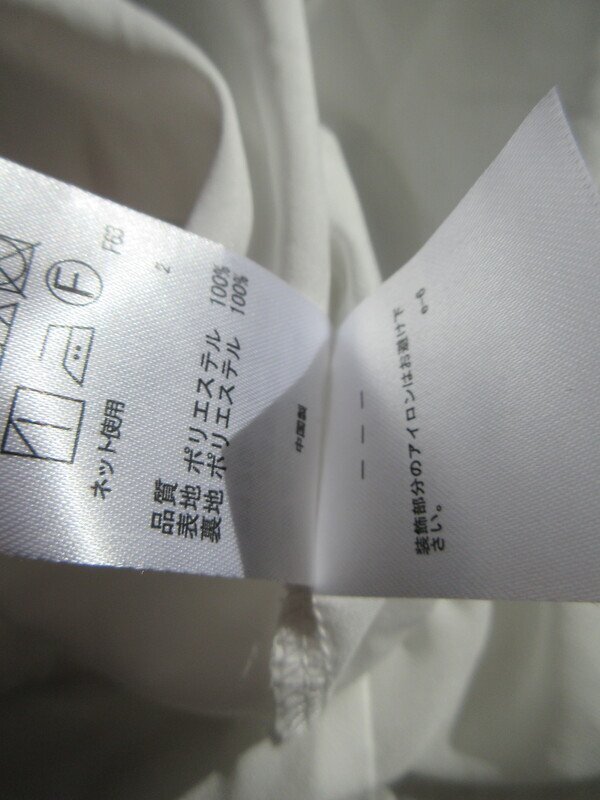 F63
2
F
ネット使用
品質
表地 ポリエステル 100%
裏地 ポリエステル 100%
中国製
装飾部分のアイロンはお避け下
さい。